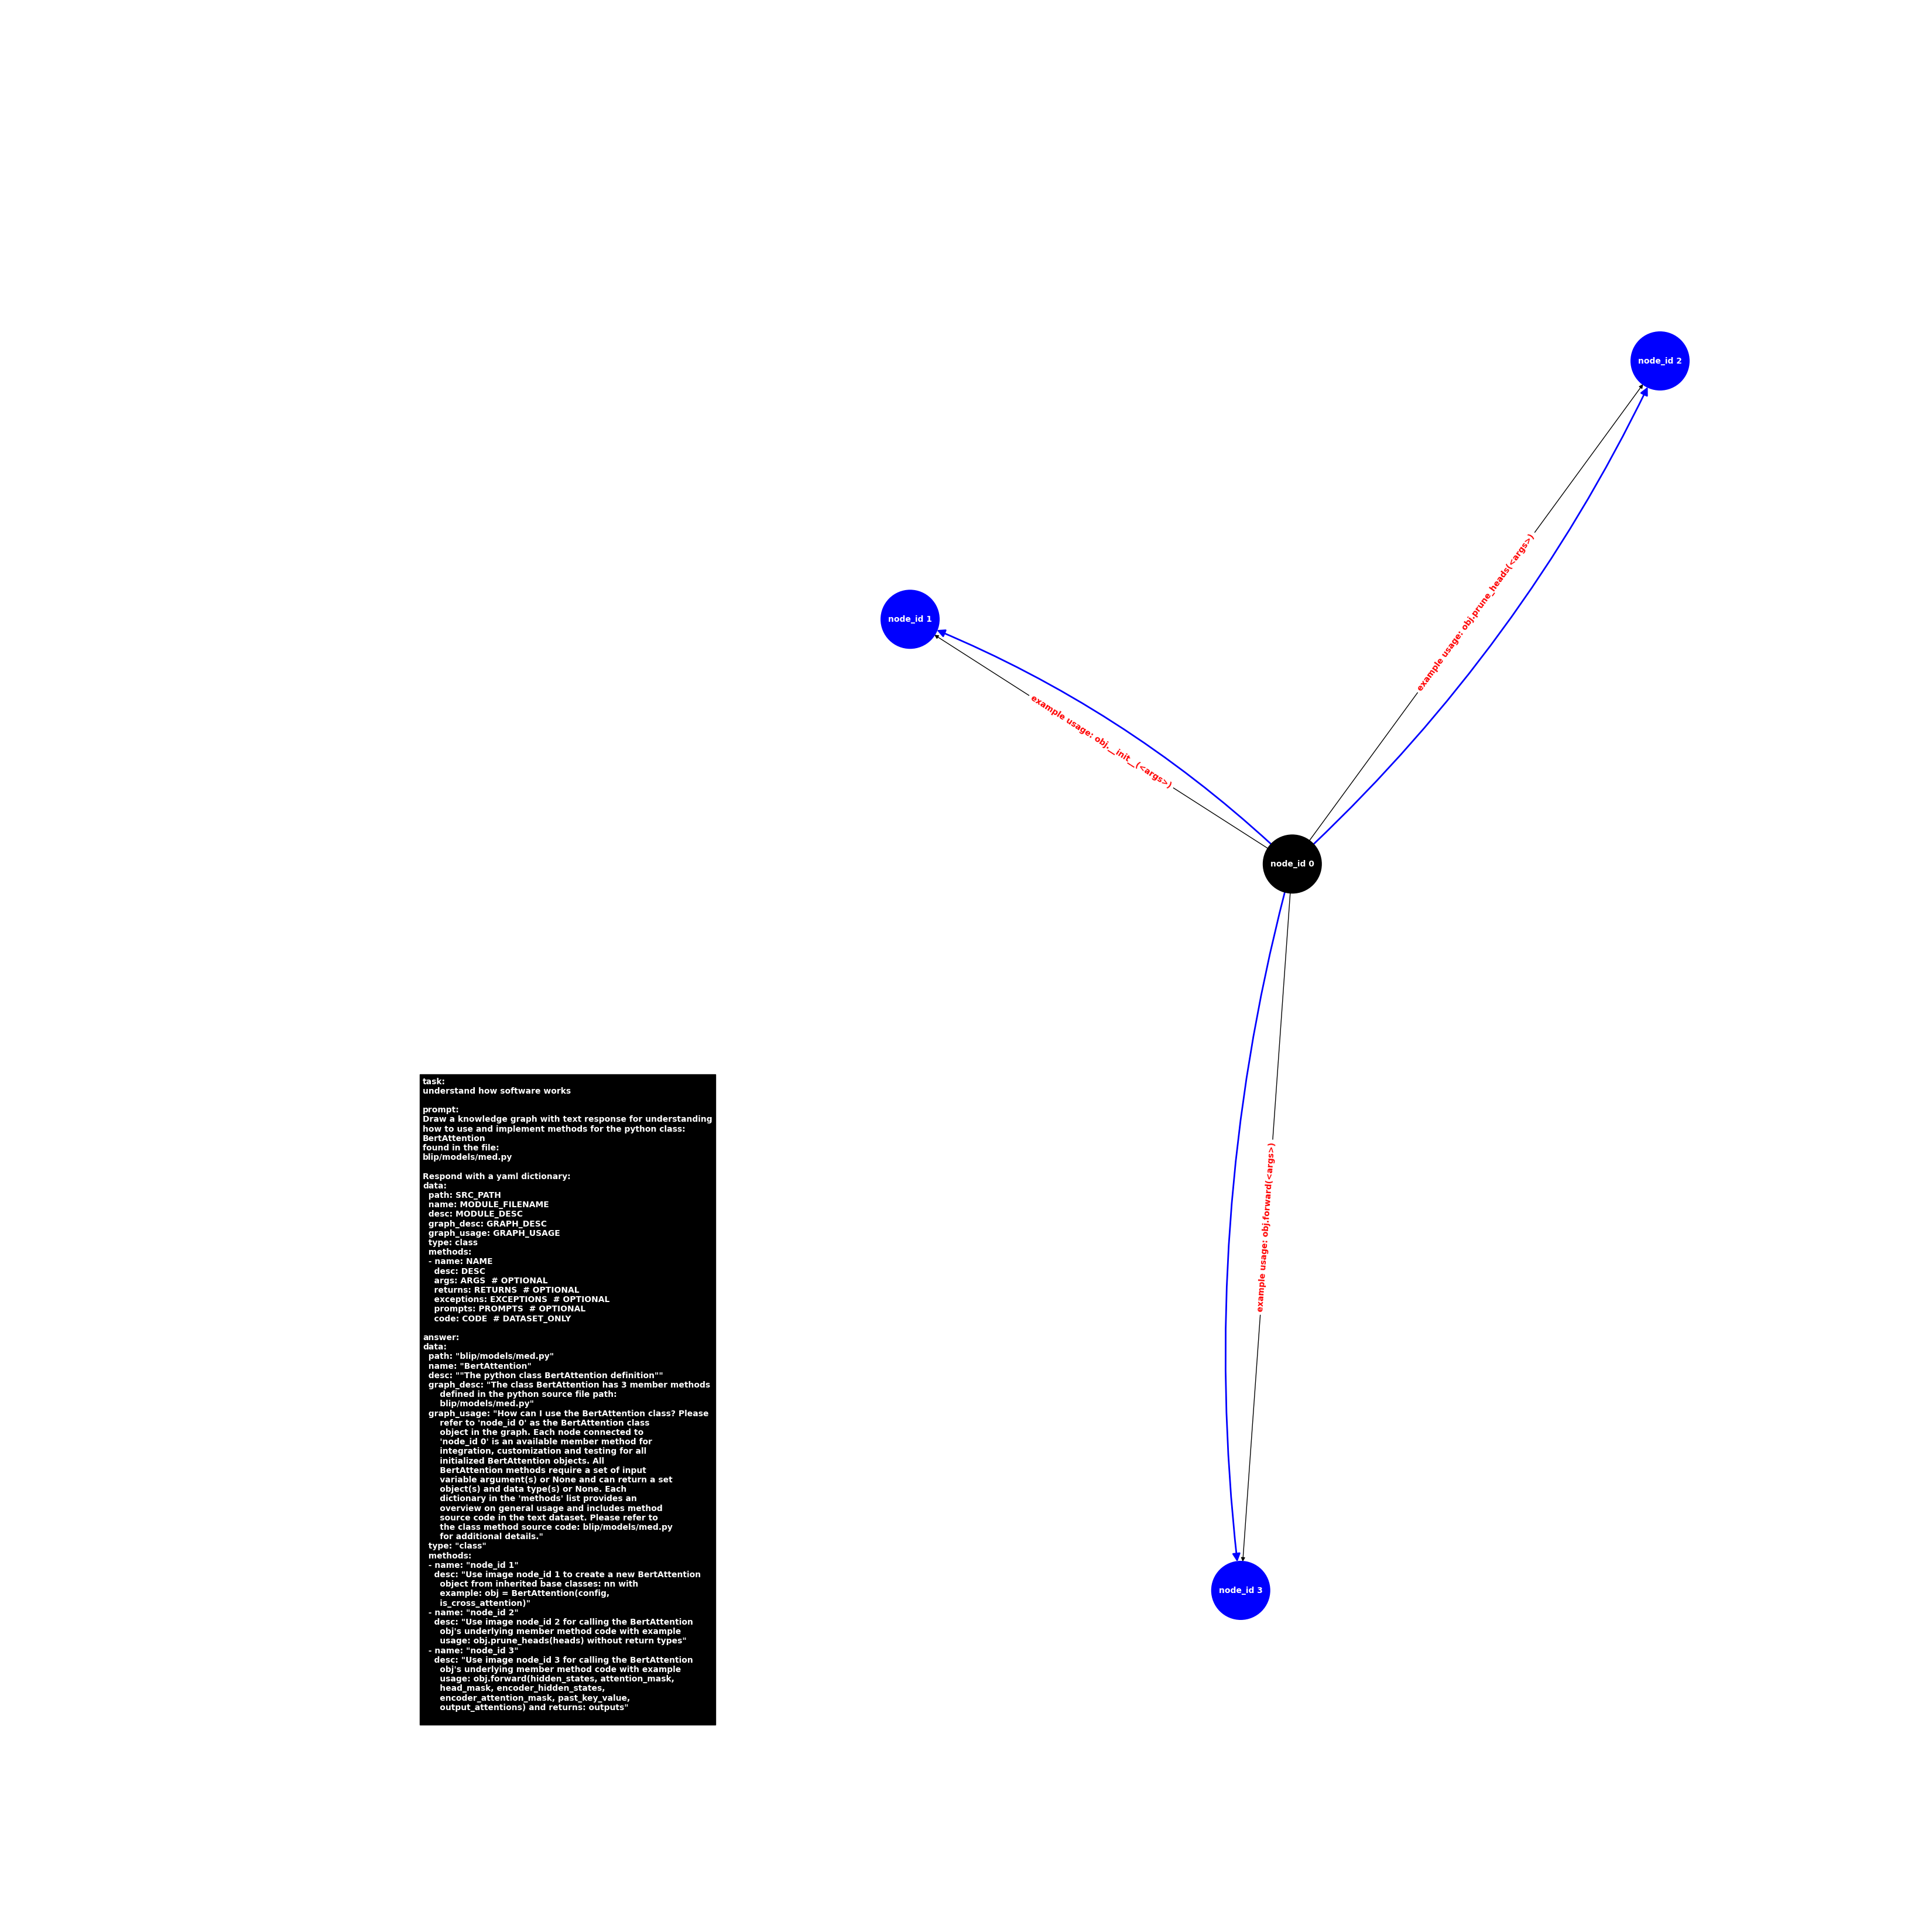 node_id 2
example usage: obj.prune_heads(<args>)
node_id 1
example usage: obj.__init__(<args>)
node_id 0
example usage: obj.forward(<args>)
node_id 3
task:
understand how software works

prompt:
Draw a knowledge graph with text response for understanding
how to use and implement methods for the python class:
BertAttention
found in the file:
blip/models/med.py

Respond with a yaml dictionary:
data:
  path: SRC_PATH
  name: MODULE_FILENAME
  desc: MODULE_DESC
  graph_desc: GRAPH_DESC
  graph_usage: GRAPH_USAGE
  type: class
  methods:
  - name: NAME
    desc: DESC
    args: ARGS  # OPTIONAL
    returns: RETURNS  # OPTIONAL
    exceptions: EXCEPTIONS  # OPTIONAL
    prompts: PROMPTS  # OPTIONAL
    code: CODE  # DATASET_ONLY

answer:
data:
  path: "blip/models/med.py"
  name: "BertAttention"
  desc: ""The python class BertAttention definition""
  graph_desc: "The class BertAttention has 3 member methods
      defined in the python source file path:
      blip/models/med.py"
  graph_usage: "How can I use the BertAttention class? Please
      refer to 'node_id 0' as the BertAttention class
      object in the graph. Each node connected to
      'node_id 0' is an available member method for
      integration, customization and testing for all
      initialized BertAttention objects. All
      BertAttention methods require a set of input
      variable argument(s) or None and can return a set
      object(s) and data type(s) or None. Each
      dictionary in the 'methods' list provides an
      overview on general usage and includes method
      source code in the text dataset. Please refer to
      the class method source code: blip/models/med.py
      for additional details."
  type: "class"
  methods:
  - name: "node_id 1"
    desc: "Use image node_id 1 to create a new BertAttention
      object from inherited base classes: nn with
      example: obj = BertAttention(config,
      is_cross_attention)"
  - name: "node_id 2"
    desc: "Use image node_id 2 for calling the BertAttention
      obj's underlying member method code with example
      usage: obj.prune_heads(heads) without return types"
  - name: "node_id 3"
    desc: "Use image node_id 3 for calling the BertAttention
      obj's underlying member method code with example
      usage: obj.forward(hidden_states, attention_mask,
      head_mask, encoder_hidden_states,
      encoder_attention_mask, past_key_value,
      output_attentions) and returns: outputs"